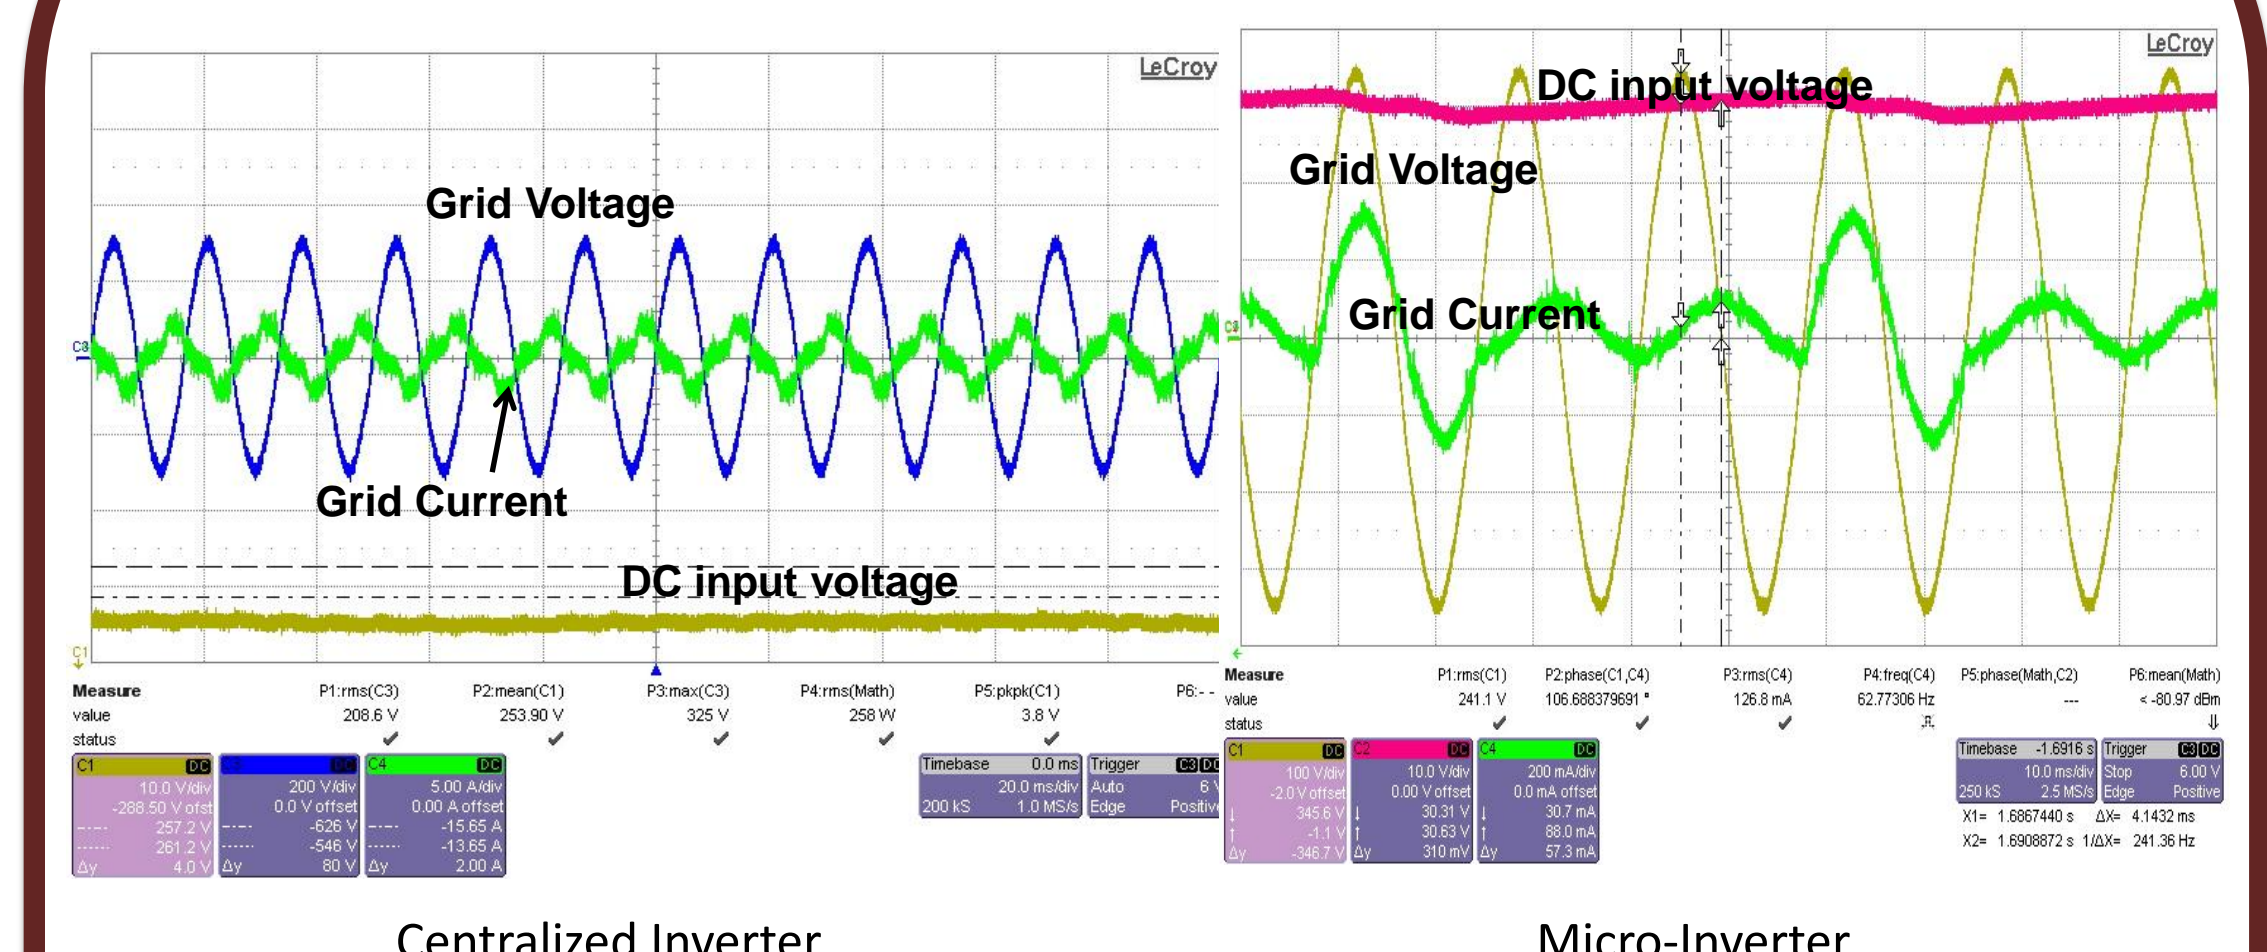 LeCroy
Grid Voltage
C3
Grid Current
DC input voltage
C1
Measure P1:rms(C3) P2:mean(C1) P3:max(C3) P4:rms(Math) P5:pkpk(C1) P6:- -
value 208.6 V 253.90 V 325 V 258 W 3.8 V
status
C1 DC
10.0 V/div
-288.50 V ofst
257.2 V
261.2 V
Δy 4.0 V
C3 DC
200 V/div
0.0 V offset
-626 V
-546 V
Δy 80 V
C4 DC
5.00 A/div
0.00 A offset
-15.65 A
-13.65 A
Δy 2.00 A
Timebase 0.0 ms
20.0 ms/div
200 kS 1.0 MS/s
Trigger C3 DC
Auto 6 V
Edge Positive
Centralized Inverter
LeCroy
DC input voltage
Grid Voltage
Grid Current
Measure P1:rms(C1) P2:phase(C1,C4) P3:rms(C4) P4:freq(C4) P5:phase(Math,C2) P6:mean(Math)
value 241.1 V 106.688379691 ° 126.8 mA 62.77306 Hz --- < -80.97 dBm
status
C1 DC
100 V/div
-2.0 V offset
345.6 V
-1.1 V
Δy -346.7 V
C2 DC
10.0 V/div
0.00 V offset
30.31 V
30.63 V
Δy 310 mV
C4 DC
200 mA/div
0.0 mA offset
30.7 mA
88.0 mA
Δy 57.3 mA
Timebase -1.6916 s
10.0 ms/div
250 kS 2.5 MS/s
Trigger C3 DC
Stop 6.00 V
Edge Positive
X1= 1.6867440 s ΔX= 4.1432 ms
X2= 1.6908872 s 1/ΔX= 241.36 Hz
Micro-Inverter